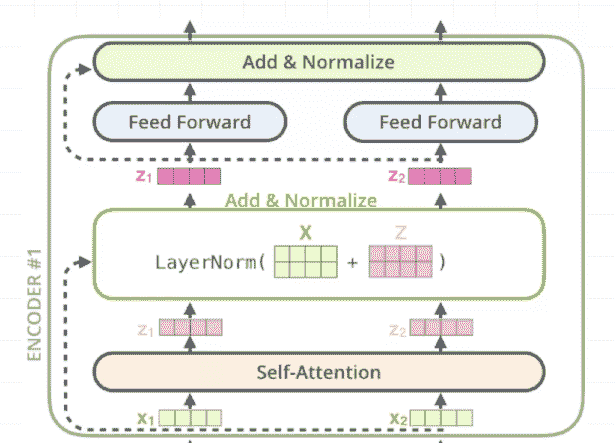 Add & Normalize
Feed Forward
Feed Forward
z1
z2
Add & Normalize
X
Z
LayerNorm( + )
ENCODER #1
z1
z2
Self-Attention
x1
x2